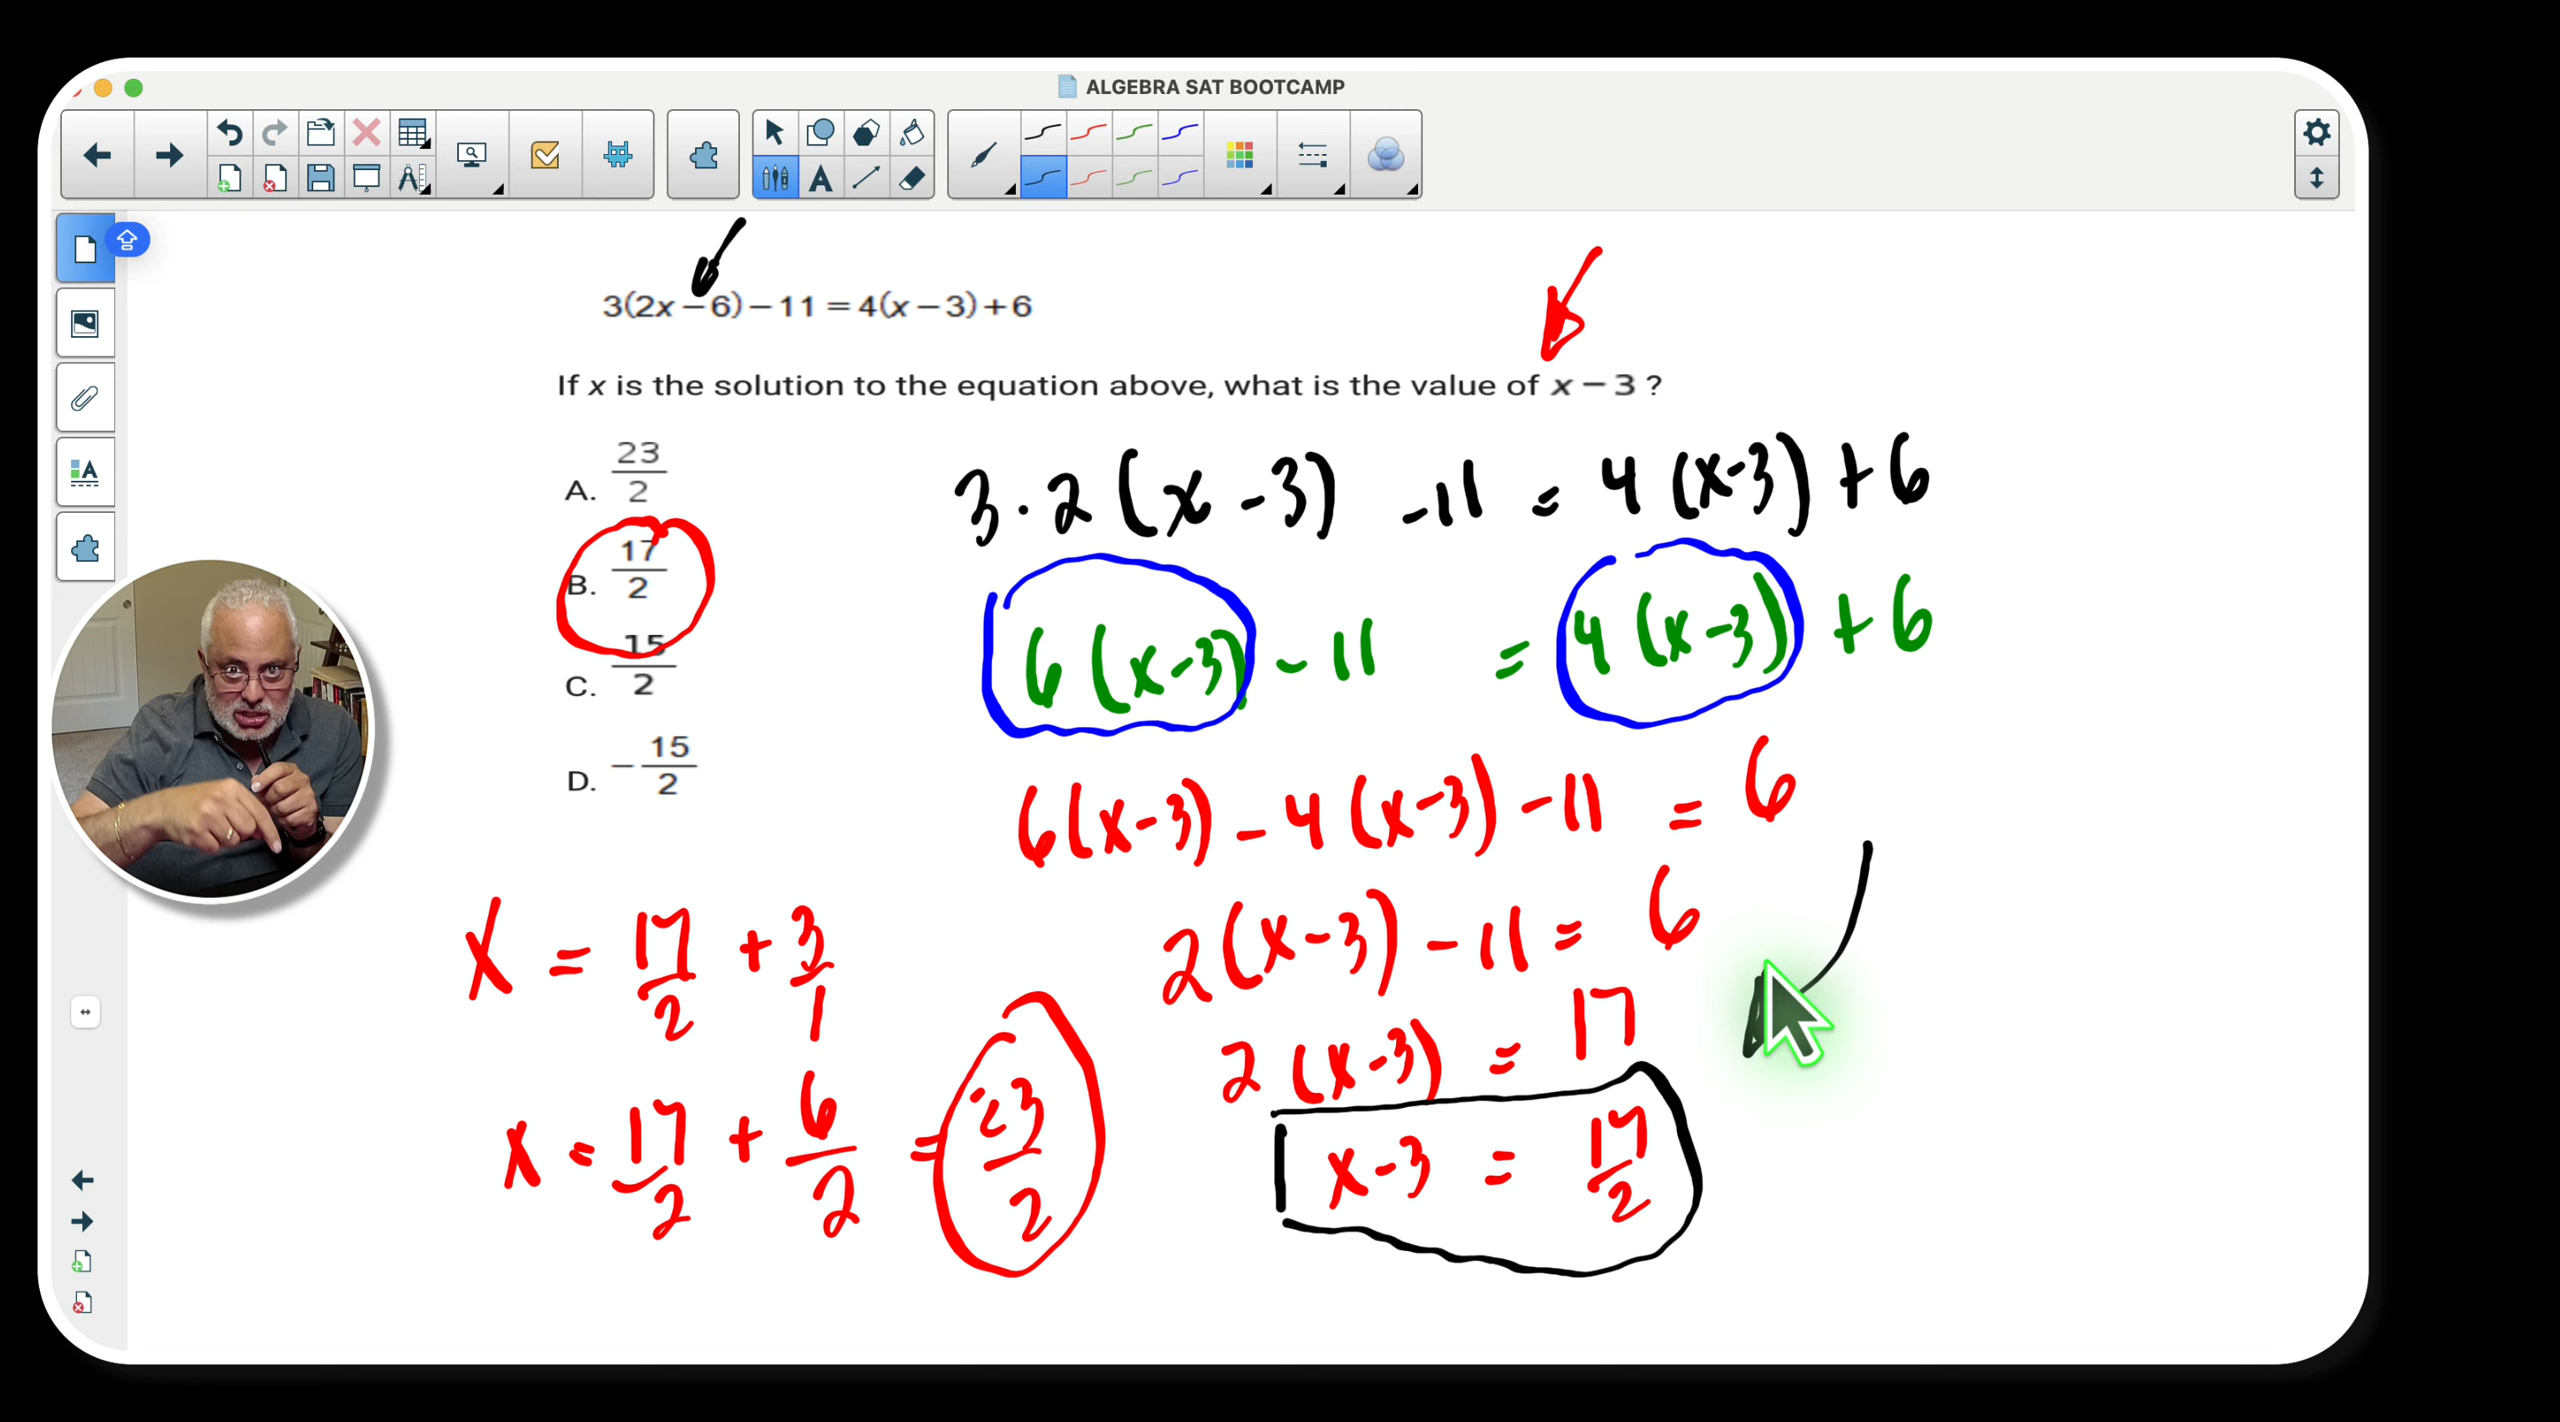 ALGEBRA SAT BOOTCAMP
A
A
3(2x − 6) − 11 = 4(x − 3) + 6
If x is the solution to the equation above, what is the value of x − 3 ?
A. 23/2
B. 17/2
C. 15/2
D. − 15/2
3 · 2 (x - 3) - 11 = 4 (x-3) + 6
6 (x-3) - 11 = 4 (x-3) + 6
6(x-3) - 4 (x-3) - 11 = 6
2(x-3) - 11 = 6
2 (x-3) = 17
x-3 = 17/2
x = 17/2 + 3/1
x = 17/2 + 6/2 = 23/2